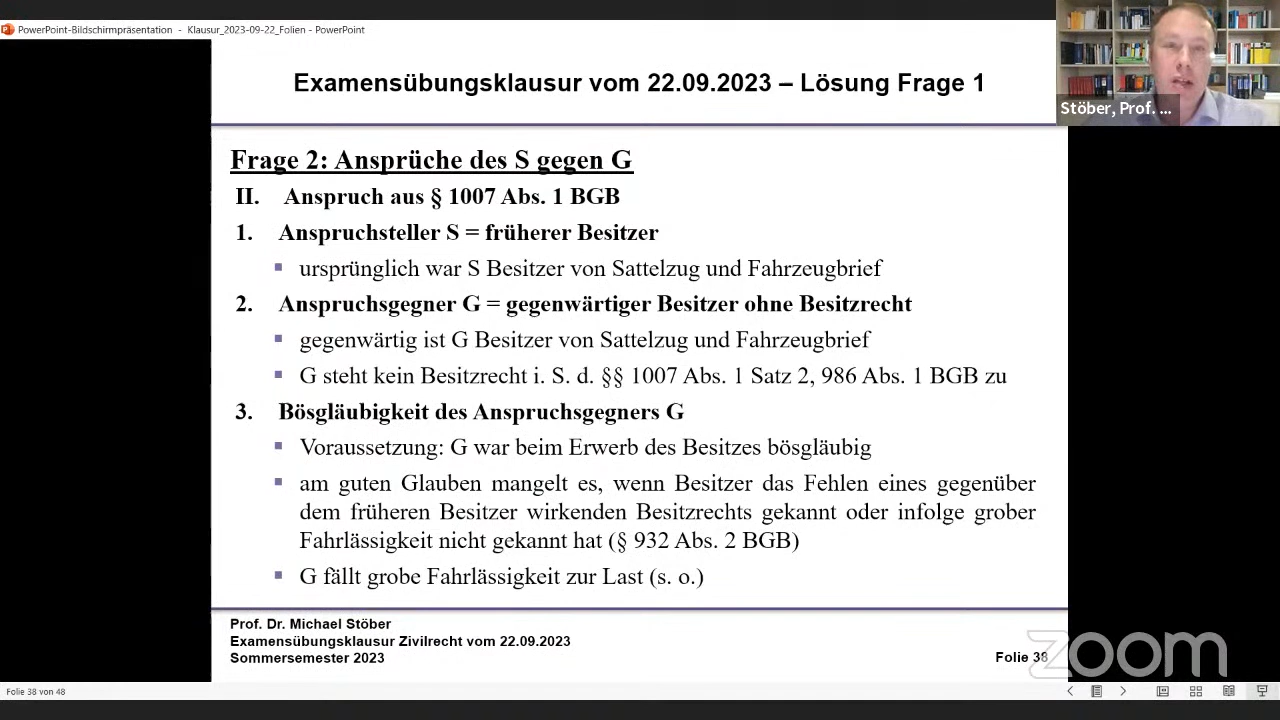 PowerPoint-Bildschirmpräsentation - Klausur_2023-09-22_Folien - PowerPoint
Examensübungsklausur vom 22.09.2023 – Lösung Frage 1
Stöber, Prof. ...
Frage 2: Ansprüche des S gegen G
II. Anspruch aus § 1007 Abs. 1 BGB
1. Anspruchsteller S = früherer Besitzer
▪ ursprünglich war S Besitzer von Sattelzug und Fahrzeugbrief
2. Anspruchsgegner G = gegenwärtiger Besitzer ohne Besitzrecht
▪ gegenwärtig ist G Besitzer von Sattelzug und Fahrzeugbrief
▪ G steht kein Besitzrecht i. S. d. §§ 1007 Abs. 1 Satz 2, 986 Abs. 1 BGB zu
3. Bösgläubigkeit des Anspruchsgegners G
▪ Voraussetzung: G war beim Erwerb des Besitzes bösgläubig
▪ am guten Glauben mangelt es, wenn Besitzer das Fehlen eines gegenüber
dem früheren Besitzer wirkenden Besitzrechts gekannt oder infolge grober
Fahrlässigkeit nicht gekannt hat (§ 932 Abs. 2 BGB)
▪ G fällt grobe Fahrlässigkeit zur Last (s. o.)
Prof. Dr. Michael Stöber
Examensübungsklausur Zivilrecht vom 22.09.2023
Sommersemester 2023
Folie 38
zoom
Folie 38 von 48